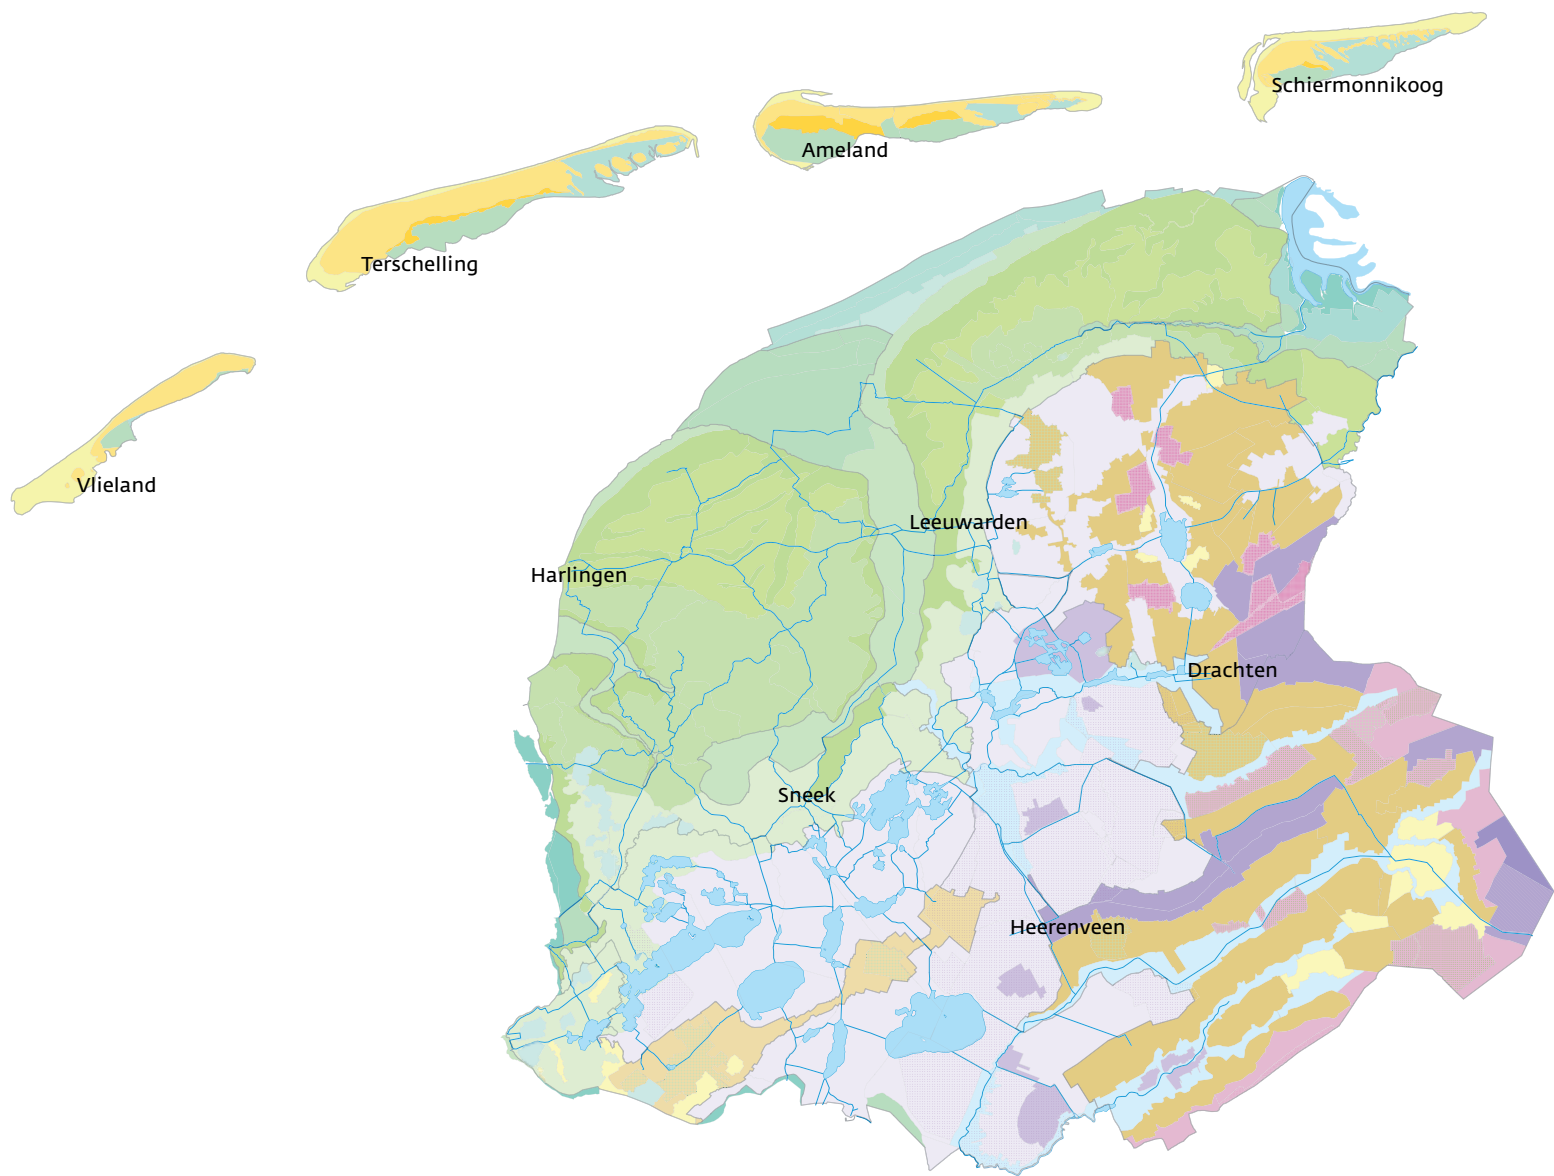 Schiermonnikoog
Ameland
Terschelling
Vlieland
Leeuwarden
Harlingen
Drachten
Sneek
Heerenveen